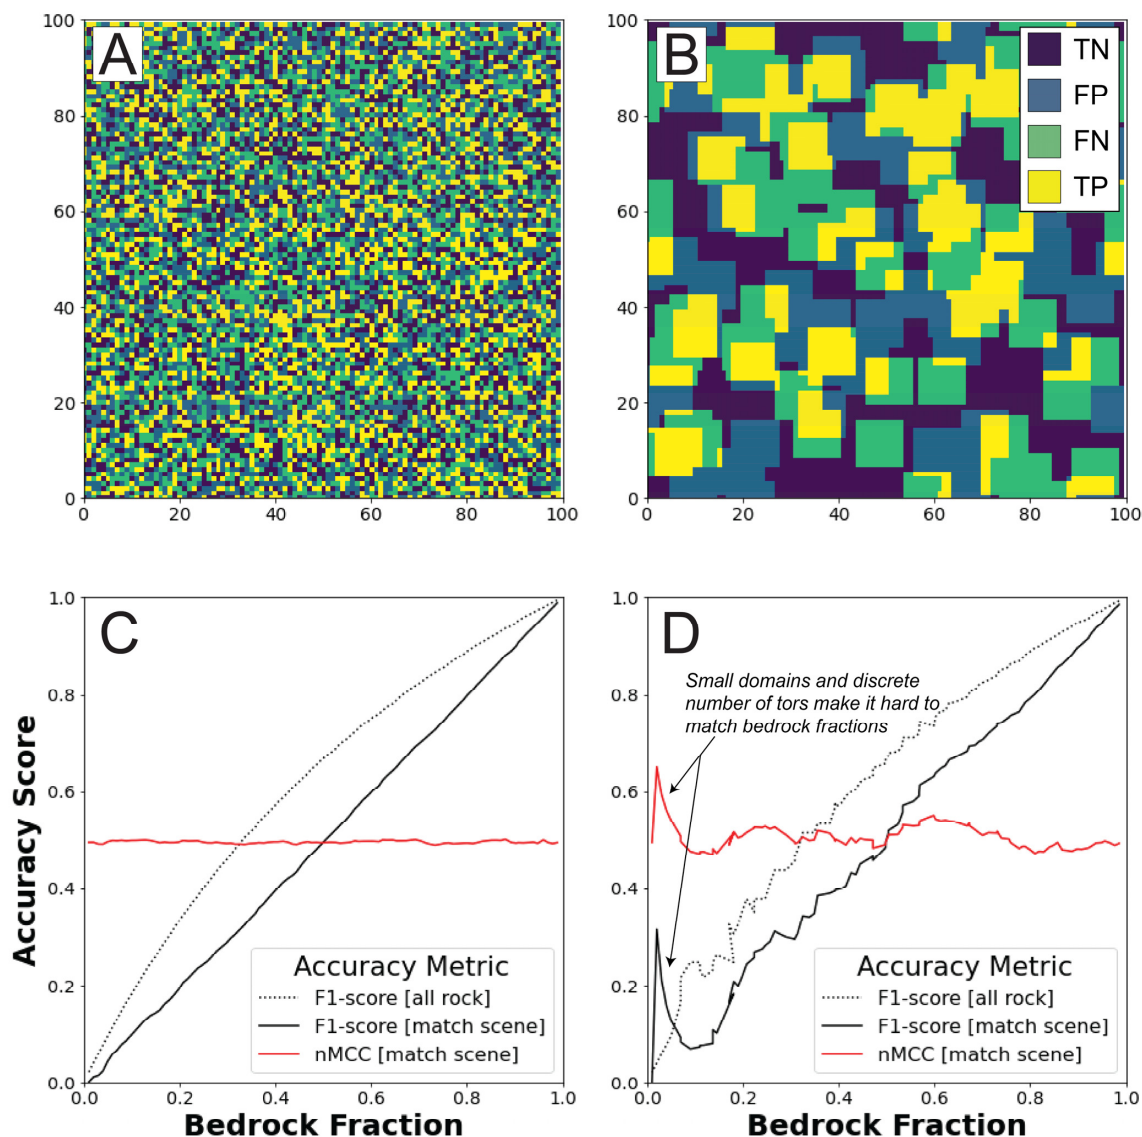 A
100
80
60
40
20
0
0 20 40 60 80 100
B
100
80
60
40
20
0
0 20 40 60 80 100
TN
FP
FN
TP
C
Accuracy Score
1.0
0.8
0.6
0.4
0.2
0.0
0.0 0.2 0.4 0.6 0.8 1.0
Bedrock Fraction
Accuracy Metric
F1-score [all rock]
F1-score [match scene]
nMCC [match scene]
D
Small domains and discrete
number of tors make it hard to
match bedrock fractions
1.0
0.8
0.6
0.4
0.2
0.0
0.0 0.2 0.4 0.6 0.8 1.0
Bedrock Fraction
Accuracy Metric
F1-score [all rock]
F1-score [match scene]
nMCC [match scene]